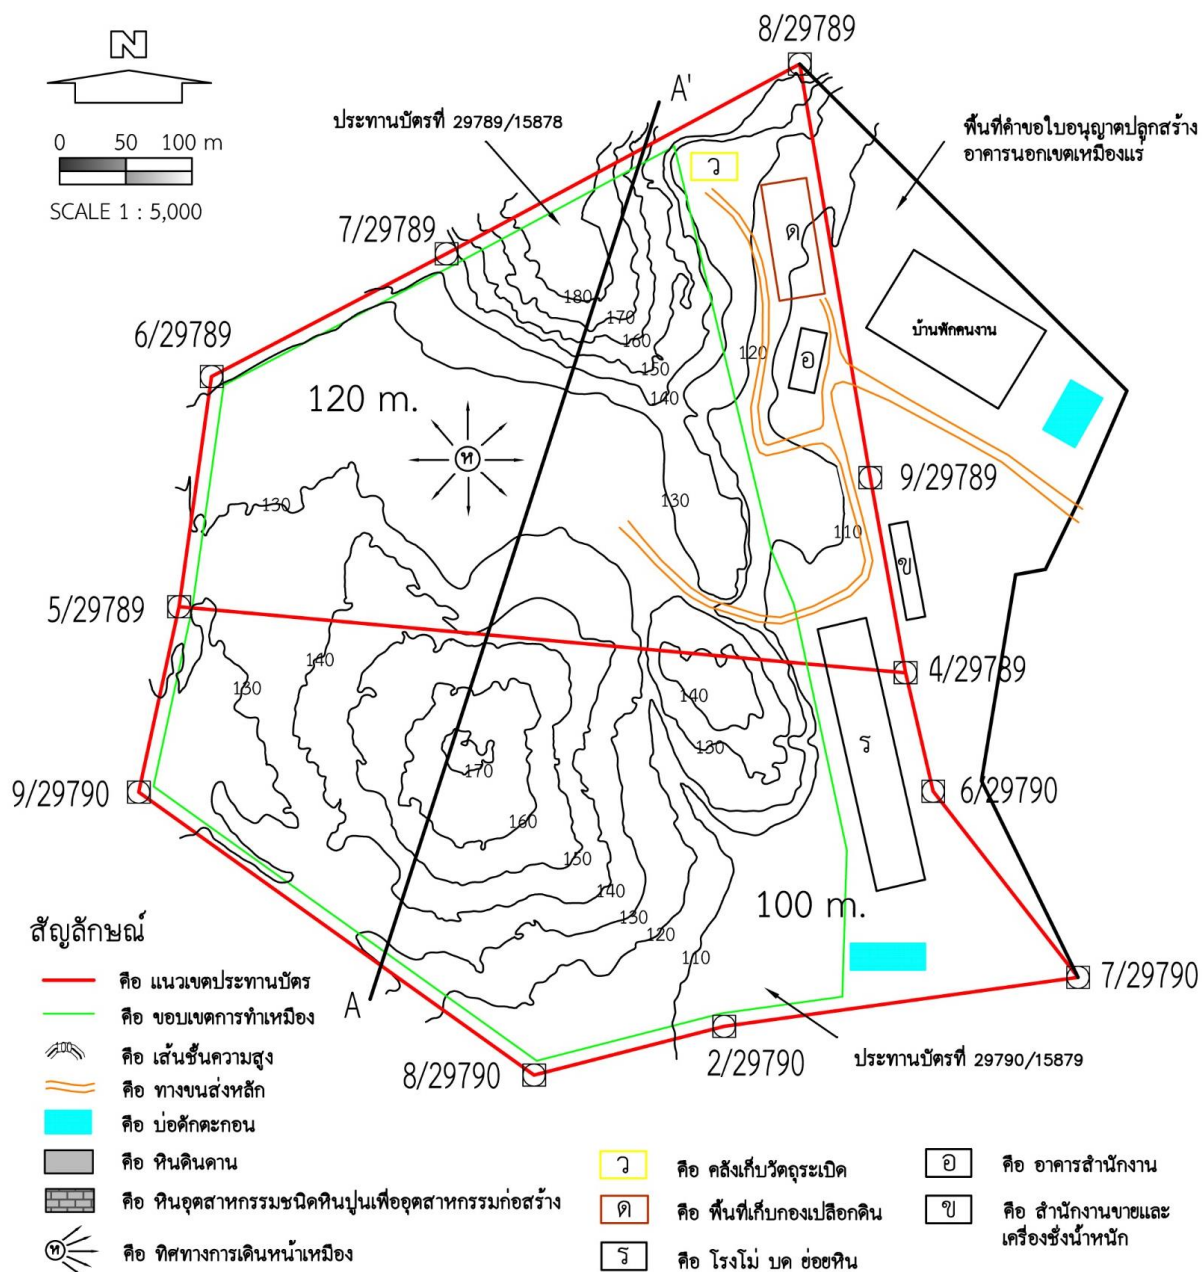 N
0 50 100 m
SCALE 1 : 5,000
8/29789
A'
ประทานบัตรที่ 29789/15878
พื้นที่คำขอใบอนุญาตปลูกสร้าง
อาคารนอกเขตเหมืองแร่
ว
7/29789
ด
180
170
บ้านพักคนงาน
6/29789
160
120
150
อ
140
120 m.
ห
9/29789
130
130
110
ข
5/29789
140
4/29789
130
140
ร
130
170
9/29790
6/29790
160
150
140
100 m.
130
120
110
สัญลักษณ์
7/29790
คือ แนวเขตประทานบัตร
A
คือ ขอบเขตการทำเหมือง
2/29790
100
คือ เส้นชั้นความสูง
ประทานบัตรที่ 29790/15879
8/29790
คือ ทางขนส่งหลัก
คือ บ่อดักตะกอน
คือ หินดินดาน
คือ หินอุตสาหกรรมชนิดหินปูนเพื่ออุตสาหกรรมก่อสร้าง
ห คือ ทิศทางการเดินหน้าเหมือง
ว คือ คลังเก็บวัตถุระเบิด
ด คือ พื้นที่เก็บกองเปลือกดิน
ร คือ โรงโม่ บด ย่อยหิน
อ คือ อาคารสำนักงาน
ข คือ สำนักงานขายและ
เครื่องชั่งน้ำหนัก